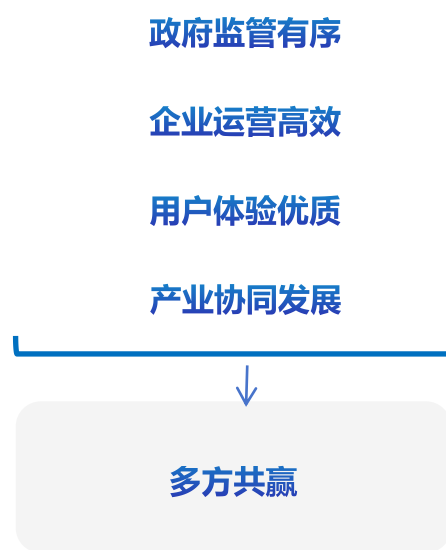 政府监管有序
企业运营高效
用户体验优质
产业协同发展
多方共赢